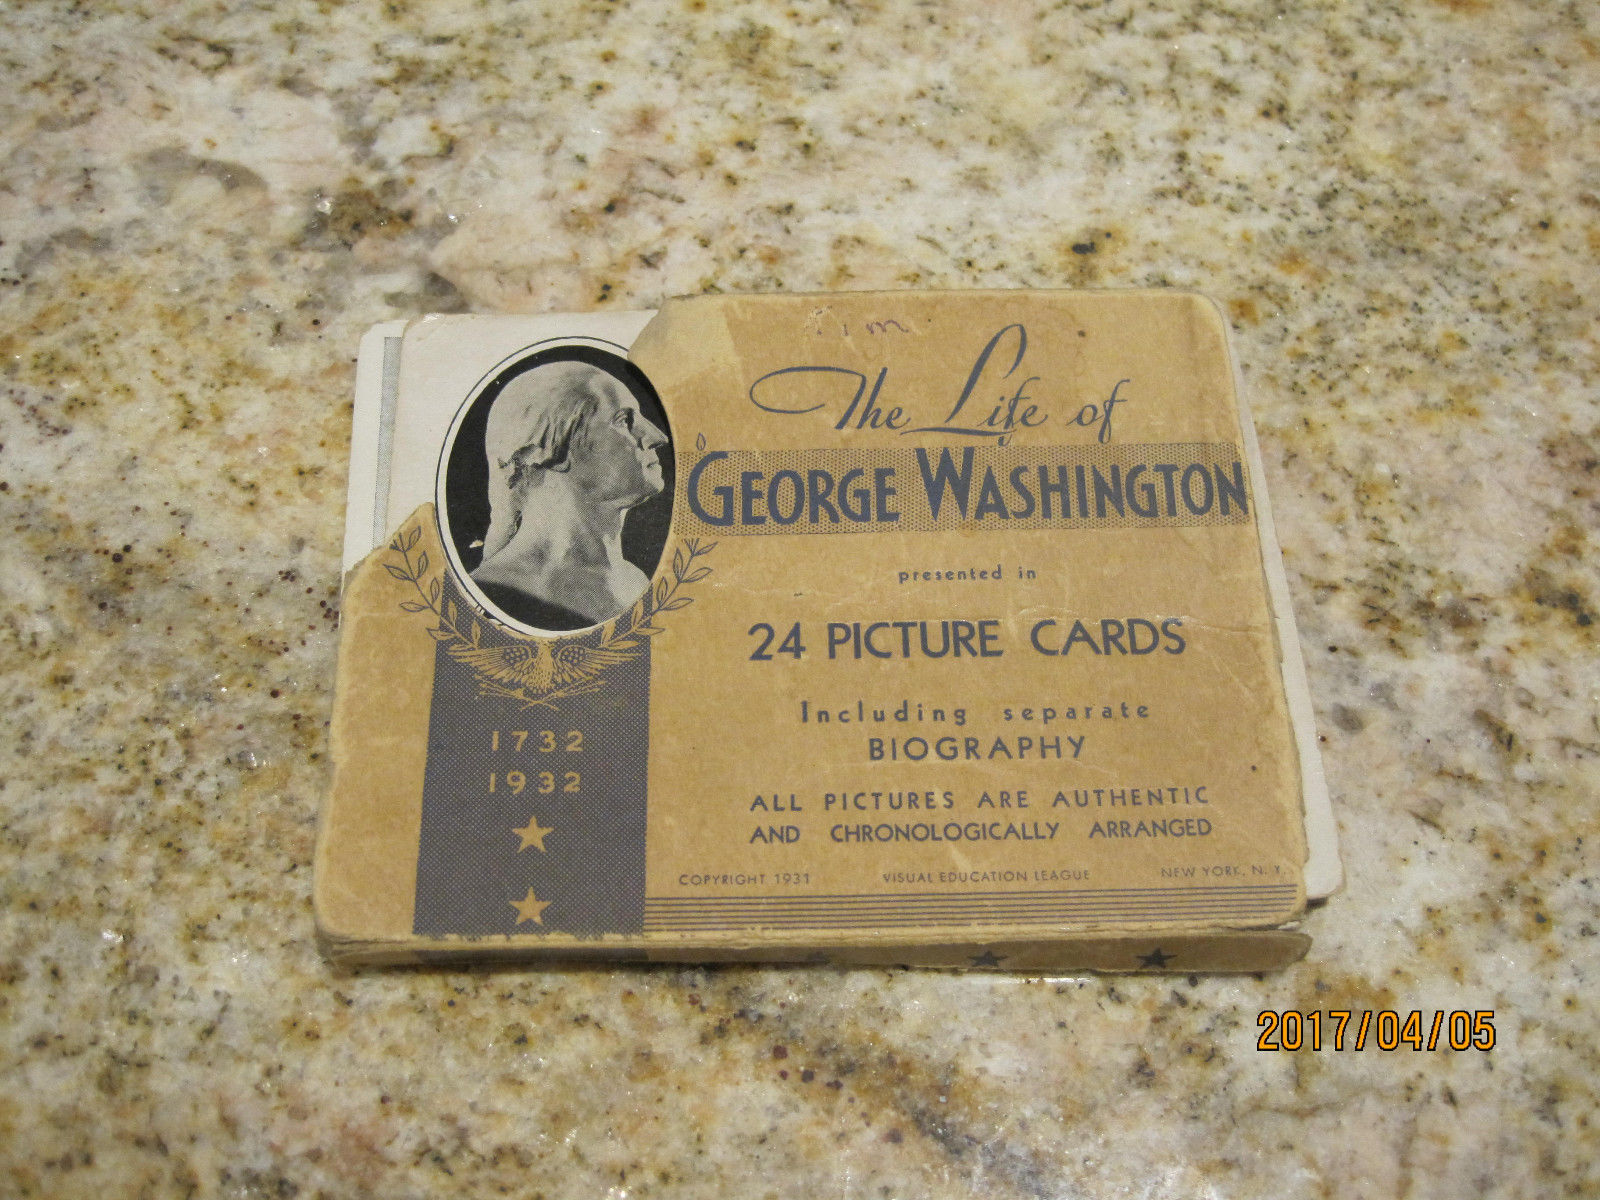 The Life of
GEORGE WASHINGTON
presented in
24 PICTURE CARDS
Including separate
BIOGRAPHY
ALL PICTURES ARE AUTHENTIC
AND CHRONOLOGICALLY ARRANGED
COPYRIGHT 1931 VISUAL EDUCATION LEAGUE NEW YORK, N. Y.
1732
1932
2017/04/05